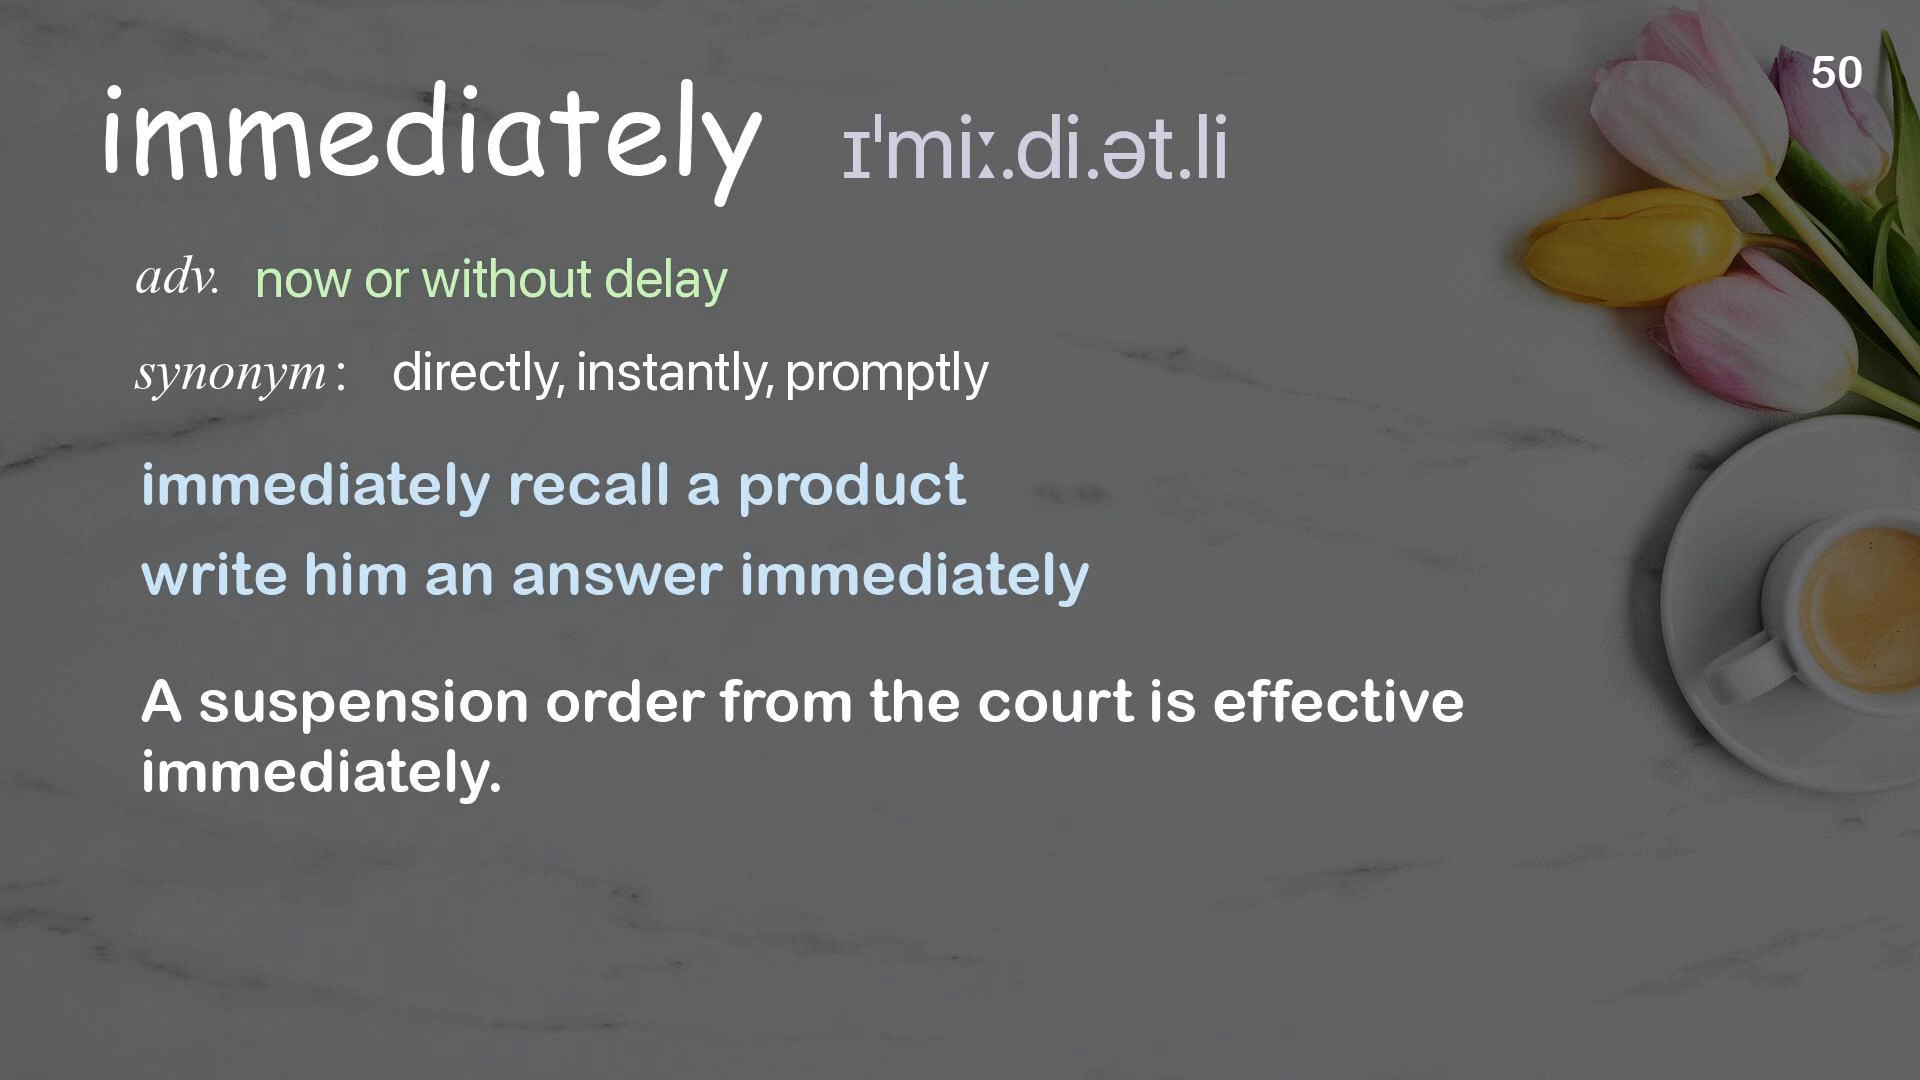 50
immediately ɪˈmiː.di.ət.li
adv. now or without delay
synonym: directly, instantly, promptly
immediately recall a product
write him an answer immediately
A suspension order from the court is effective
immediately.